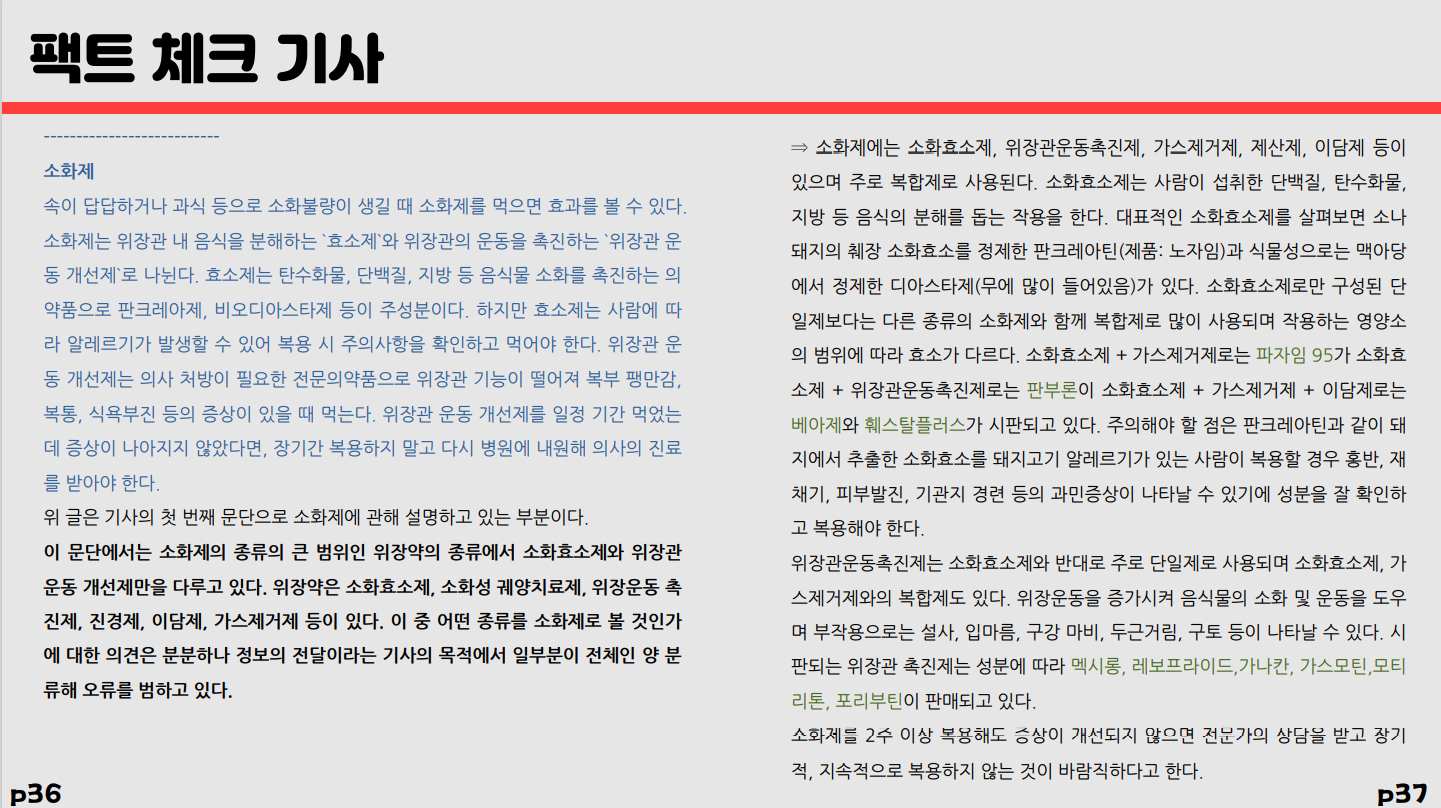 팩트 체크 기사
---------------------------
소화제
속이 답답하거나 과식 등으로 소화불량이 생길 때 소화제를 먹으면 효과를 볼 수 있다.
소화제는 위장관 내 음식을 분해하는 `효소제`와 위장관의 운동을 촉진하는 `위장관 운
동 개선제`로 나뉜다. 효소제는 탄수화물, 단백질, 지방 등 음식물 소화를 촉진하는 의
약품으로 판크레아제, 비오디아스타제 등이 주성분이다. 하지만 효소제는 사람에 따
라 알레르기가 발생할 수 있어 복용 시 주의사항을 확인하고 먹어야 한다. 위장관 운
동 개선제는 의사 처방이 필요한 전문의약품으로 위장관 기능이 떨어져 복부 팽만감,
복통, 식욕부진 등의 증상이 있을 때 먹는다. 위장관 운동 개선제를 일정 기간 먹었는
데 증상이 나아지지 않았다면, 장기간 복용하지 말고 다시 병원에 내원해 의사의 진료
를 받아야 한다.
위 글은 기사의 첫 번째 문단으로 소화제에 관해 설명하고 있는 부분이다.
이 문단에서는 소화제의 종류의 큰 범위인 위장약의 종류에서 소화효소제와 위장관
운동 개선제만을 다루고 있다. 위장약은 소화효소제, 소화성 궤양치료제, 위장운동 촉
진제, 진경제, 이담제, 가스제거제 등이 있다. 이 중 어떤 종류를 소화제로 볼 것인가
에 대한 의견은 분분하나 정보의 전달이라는 기사의 목적에서 일부분이 전체인 양 분
류해 오류를 범하고 있다.
p36
⇒ 소화제에는 소화효소제, 위장관운동촉진제, 가스제거제, 제산제, 이담제 등이
있으며 주로 복합제로 사용된다. 소화효소제는 사람이 섭취한 단백질, 탄수화물,
지방 등 음식의 분해를 돕는 작용을 한다. 대표적인 소화효소제를 살펴보면 소나
돼지의 췌장 소화효소를 정제한 판크레아틴(제품: 노자임)과 식물성으로는 맥아당
에서 정제한 디아스타제(무에 많이 들어있음)가 있다. 소화효소제로만 구성된 단
일제보다는 다른 종류의 소화제와 함께 복합제로 많이 사용되며 작용하는 영양소
의 범위에 따라 효소가 다르다. 소화효소제 + 가스제거제로는 파자임 95가 소화효
소제 + 위장관운동촉진제로는 판부론이 소화효소제 + 가스제거제 + 이담제로는
베아제와 훼스탈플러스가 시판되고 있다. 주의해야 할 점은 판크레아틴과 같이 돼
지에서 추출한 소화효소를 돼지고기 알레르기가 있는 사람이 복용할 경우 홍반, 재
채기, 피부발진, 기관지 경련 등의 과민증상이 나타날 수 있기에 성분을 잘 확인하
고 복용해야 한다.
위장관운동촉진제는 소화효소제와 반대로 주로 단일제로 사용되며 소화효소제, 가
스제거제와의 복합제도 있다. 위장운동을 증가시켜 음식물의 소화 및 운동을 도우
며 부작용으로는 설사, 입마름, 구강 마비, 두근거림, 구토 등이 나타날 수 있다. 시
판되는 위장관 촉진제는 성분에 따라 멕시롱, 레보프라이드,가나칸, 가스모틴,모티
리톤, 포리부틴이 판매되고 있다.
소화제를 2주 이상 복용해도 증상이 개선되지 않으면 전문가의 상담을 받고 장기
적, 지속적으로 복용하지 않는 것이 바람직하다고 한다.
p37